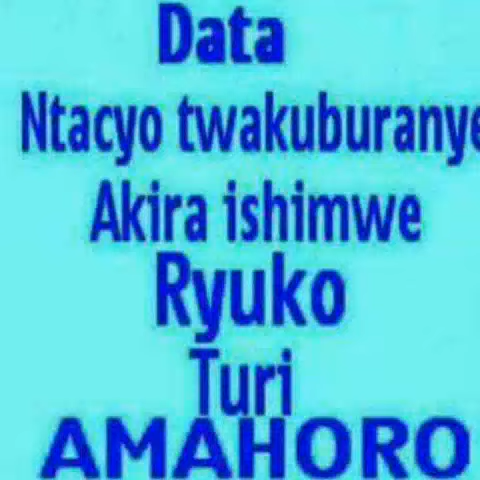 Data
Ntacyo twakuburanye
Akira ishimwe
Ryuko
Turi
AMAHORO